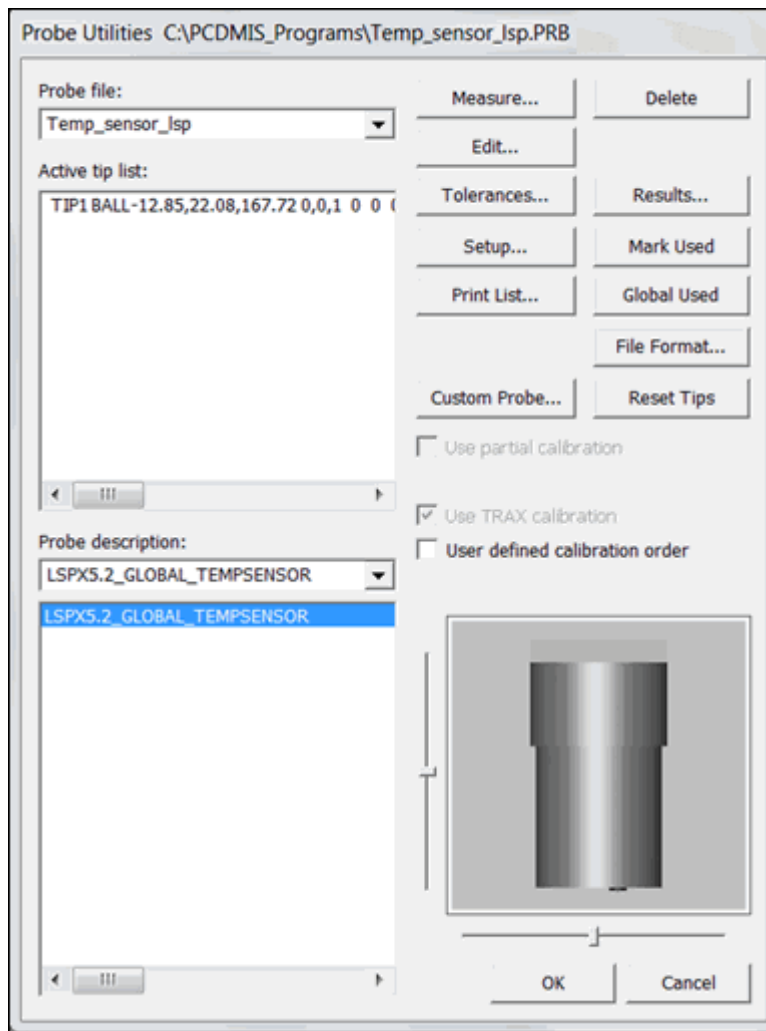 Probe Utilities C:\PCDMIS_Programs\Temp_sensor_lsp.PRB
Probe file:
Temp_sensor_lsp
Active tip list:
TIP1 BALL-12.85,22.08,167.72 0,0,1 0 0
Probe description:
LSPX5.2_GLOBAL_TEMPSENSOR
LSPX5.2_GLOBAL_TEMPSENSOR
Measure...
Delete
Edit...
Tolerances...
Results...
Setup...
Mark Used
Print List...
Global Used
File Format...
Custom Probe...
Reset Tips
Use partial calibration
Use TRAX calibration
User defined calibration order
OK
Cancel